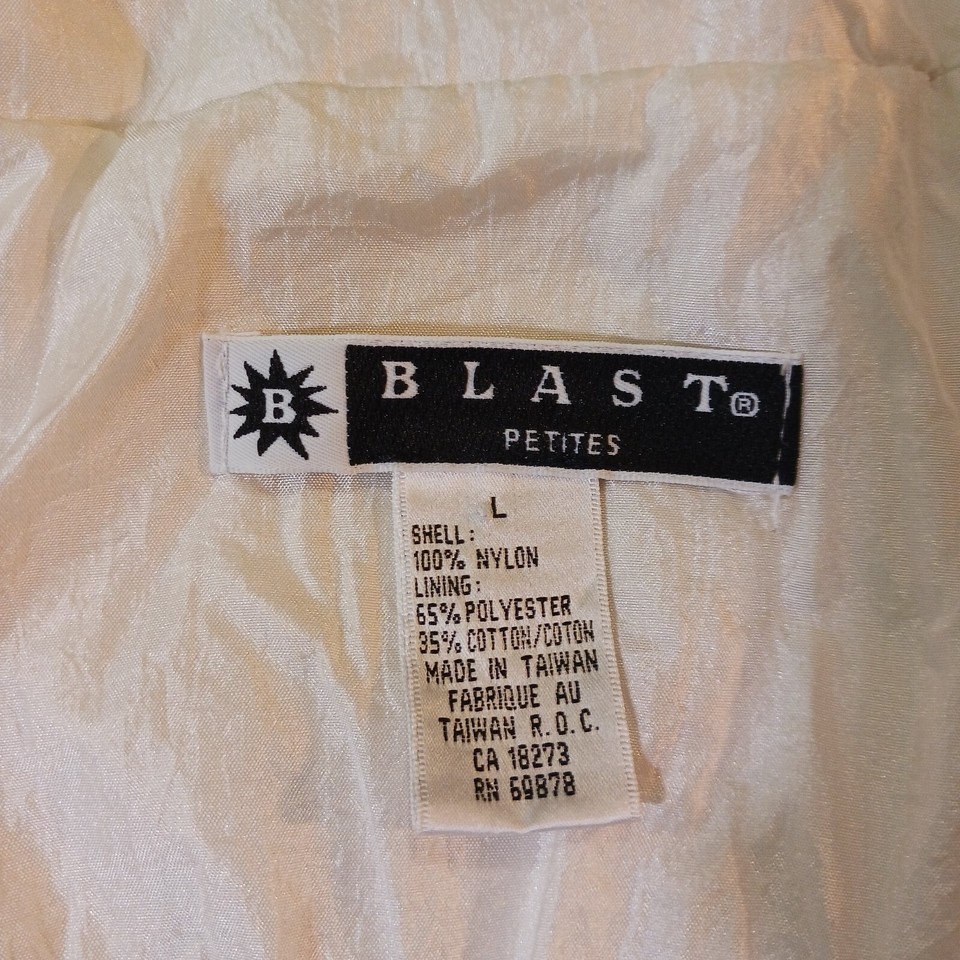 B
BLAST®
PETITES
L
SHELL:
100% NYLON
LINING:
65% POLYESTER
35% COTTON/COTON
MADE IN TAIWAN
FABRIQUE AU
TAIWAN R.O.C.
CA 18273
RN 69878